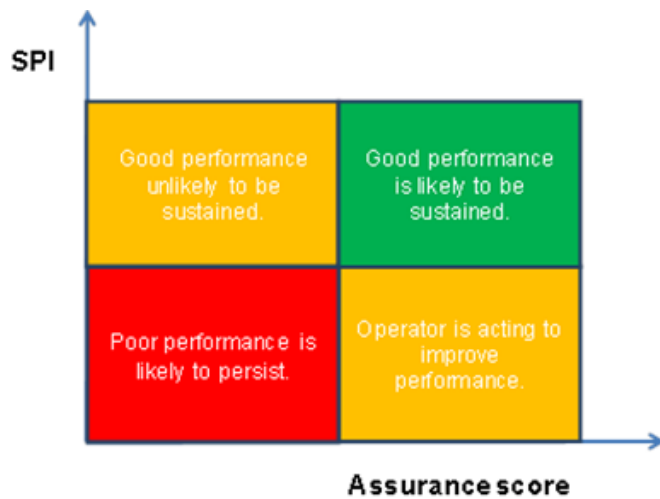 SPI
Good performance
unlikely to be
sustained.
Good performance
is likely to be
sustained.
Poor performance is
likely to persist.
Operator is acting to
improve
performance.
Assurance score